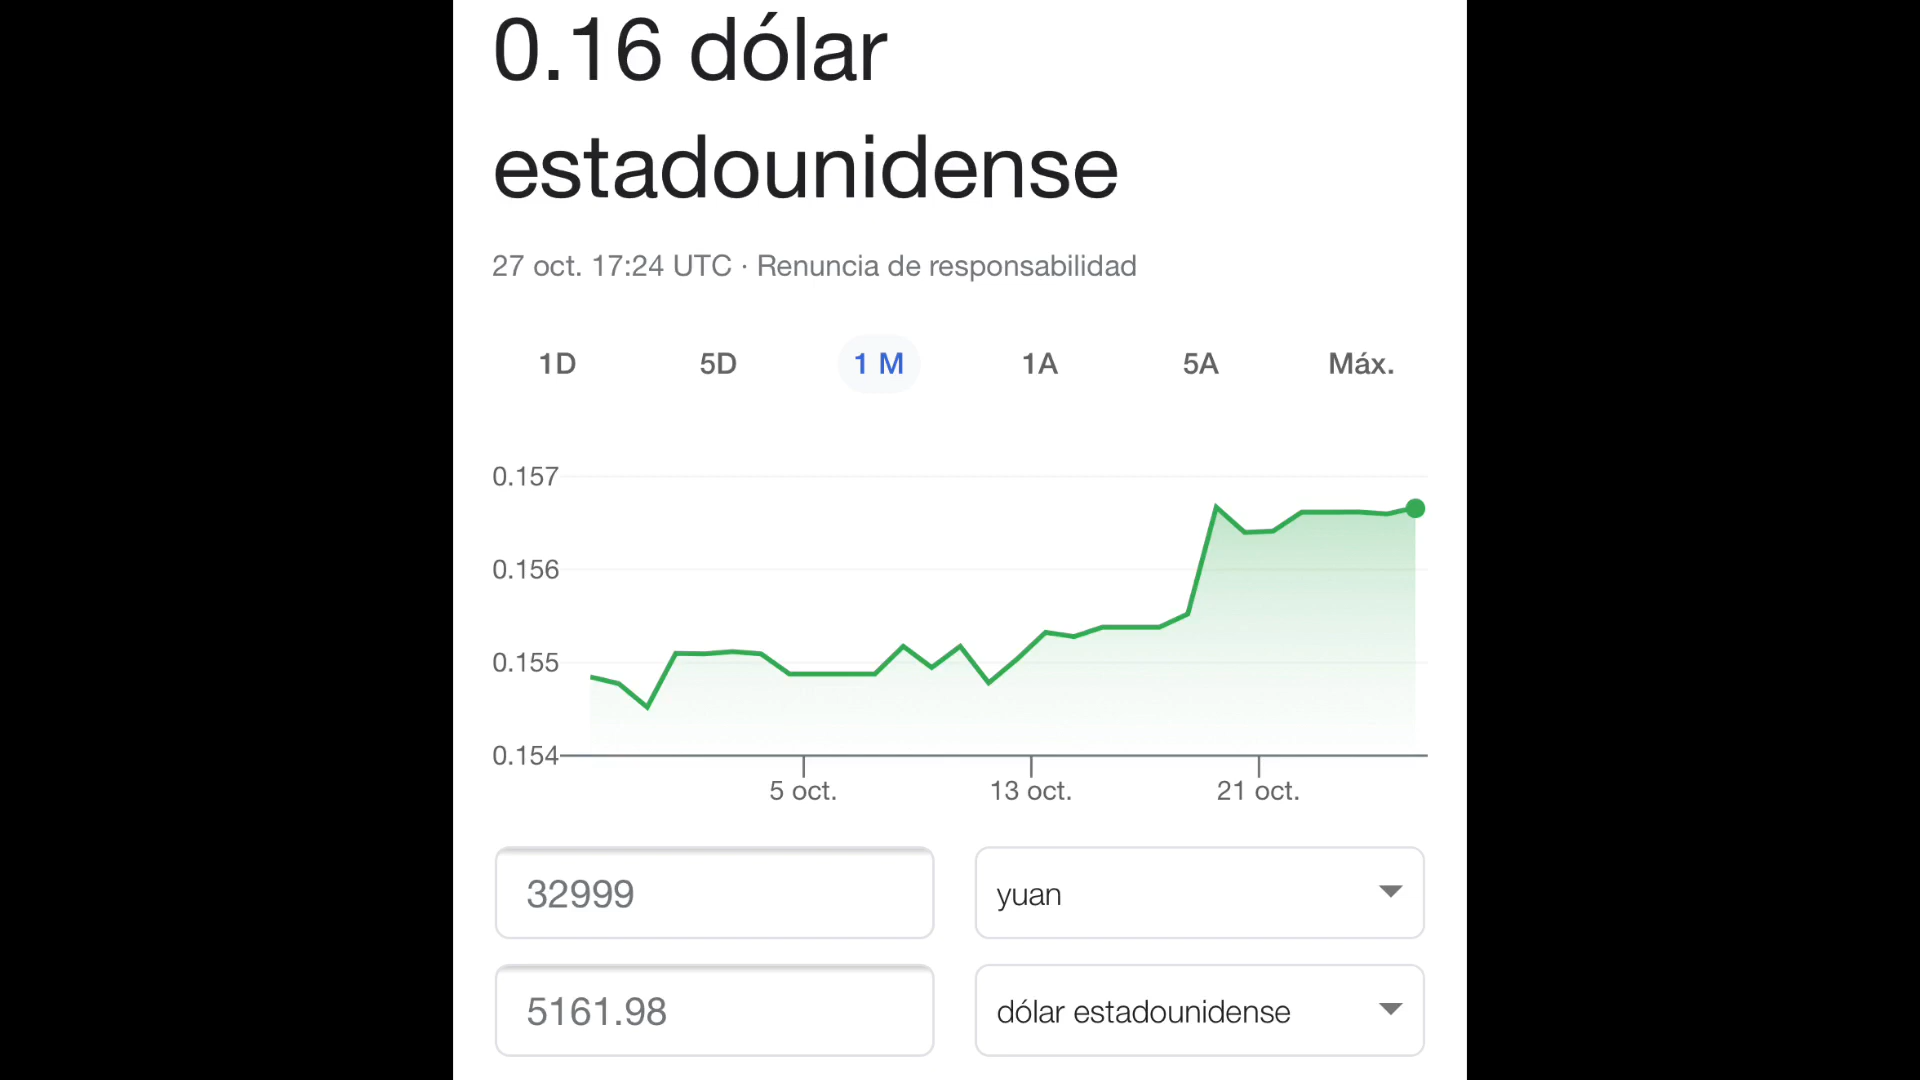 0.16 dólar
estadounidense
27 oct. 17:24 UTC · Renuncia de responsabilidad
1D 5D 1 M 1A 5A Máx.
0.157
0.156
0.155
0.154
5 oct. 13 oct. 21 oct.
32999 yuan
5161.98 dólar estadounidense